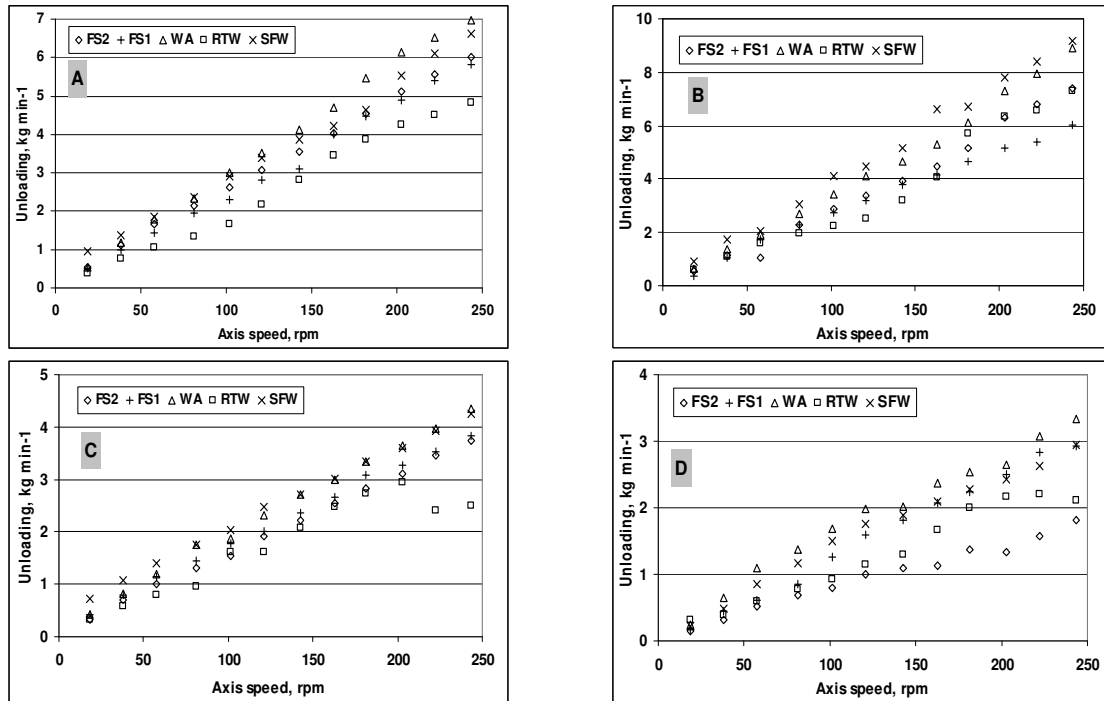 7
6
5
4
3
2
1
0
Unloading, kg min-1
◇ FS2 + FS1 △ WA □ RTW × SFW
A
0 50 100 150 200 250
Axis speed, rpm
10
8
6
4
2
0
Unloading, kg min-1
◇ FS2 + FS1 △ WA □ RTW × SFW
B
0 50 100 150 200 250
Axis speed, rpm
5
4
3
2
1
0
Unloading, kg min-1
◇ FS2 + FS1 △ WA □ RTW × SFW
C
0 50 100 150 200 250
Axis speed, rpm
4
3
2
1
0
Unloading, kg min-1
◇ FS2 + FS1 △ WA □ RTW × SFW
D
0 50 100 150 200 250
Axis speed, rpm